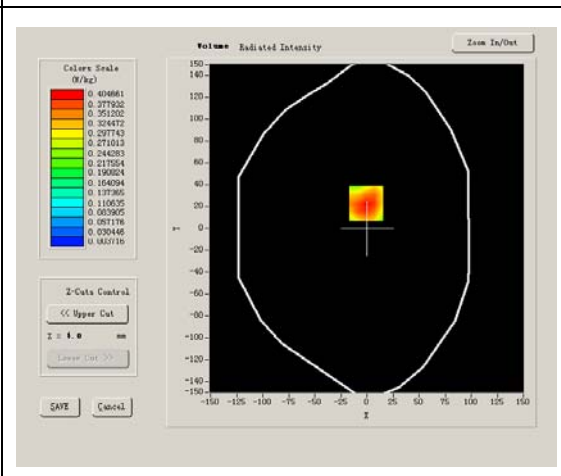 Volume Radiated Intensity
Zoom In/Out
Colors Scale
(W/kg)
0.404661
0.377932
0.351202
0.324472
0.297743
0.271013
0.244283
0.217554
0.190824
0.164094
0.137365
0.110635
0.083905
0.057176
0.030446
0.003716
150
140
120
100
80
60
40
20
0
-20
-40
-60
-80
-100
-120
-140
-150
Y
-150 -125 -100 -75 -50 -25 0 25 50 75 100 125 150
X
Z-Cuts Control
<< Upper Cut
mm
Lower Cut >>
SAVE
Cancel